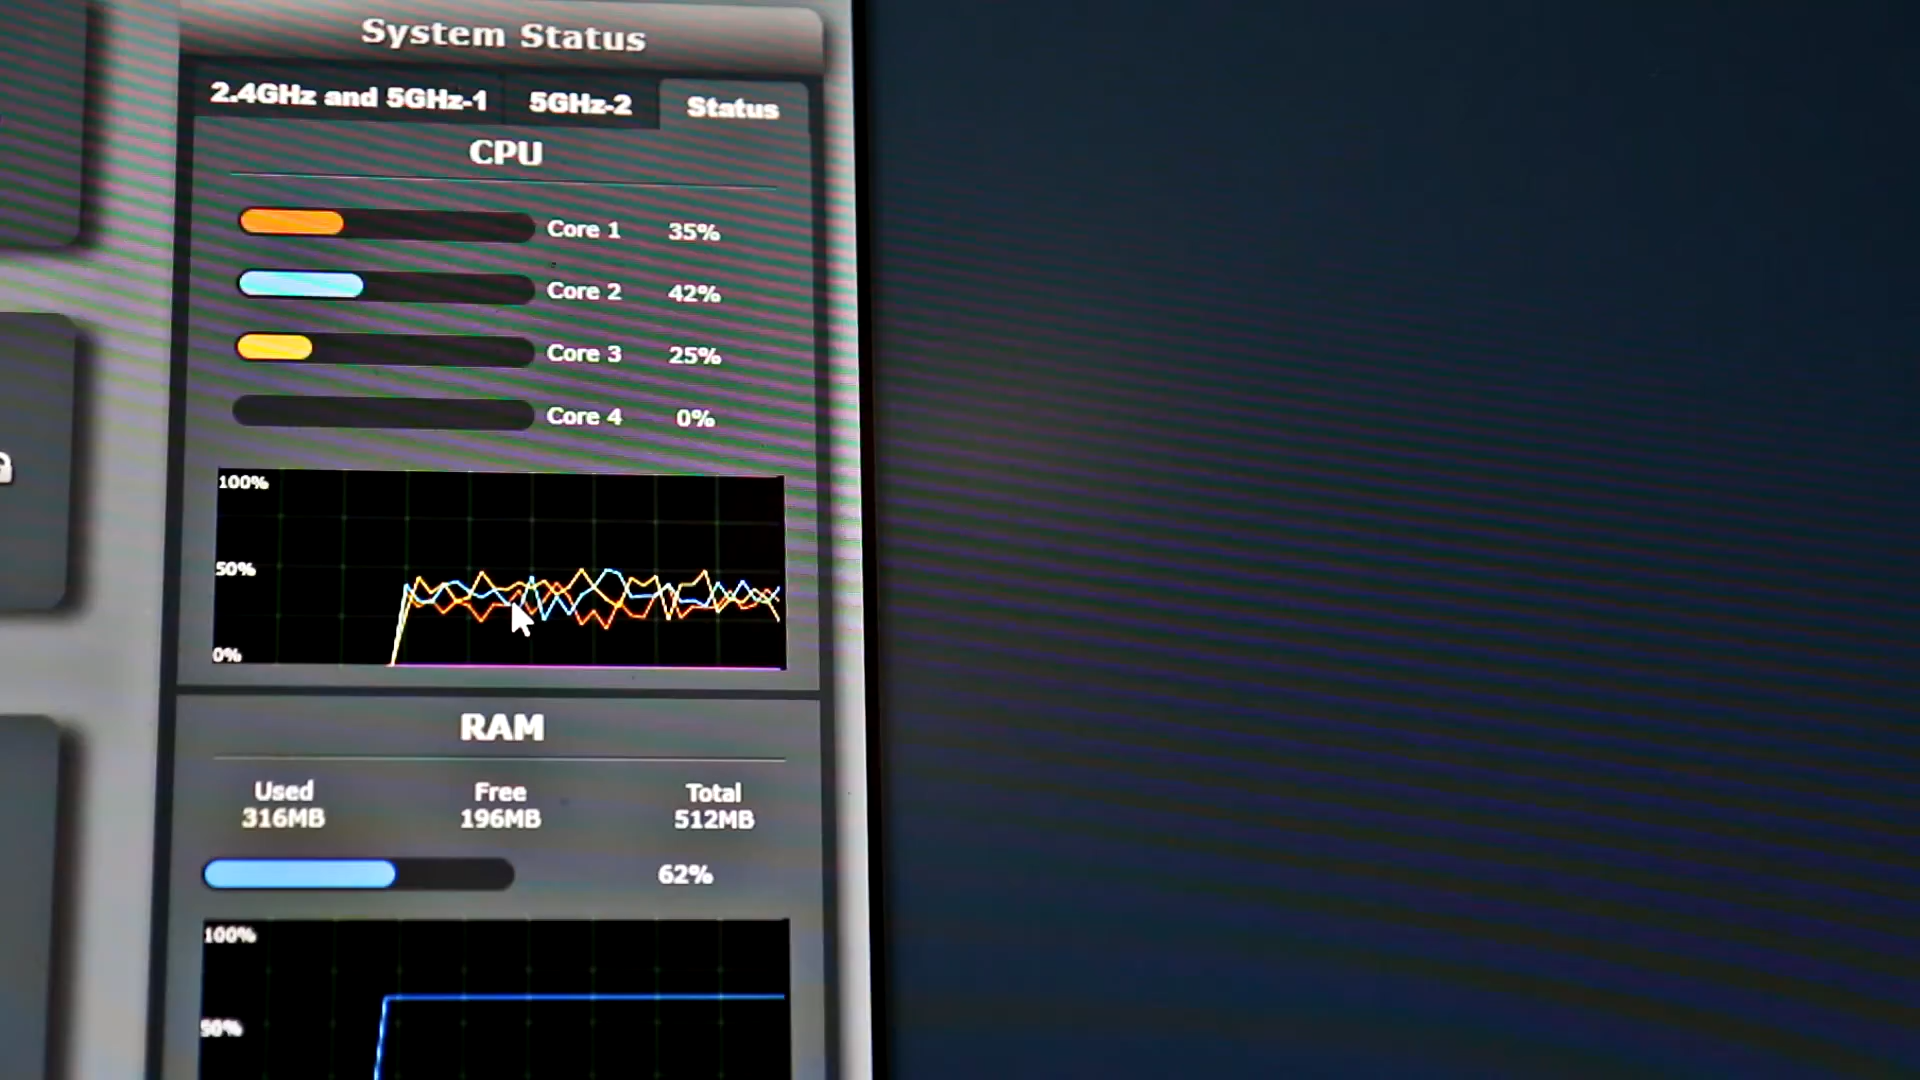 System Status
2.4GHz and 5GHz-1 5GHz-2 Status
CPU
Core 1 35%
Core 2 42%
Core 3 25%
Core 4 0%
100%
50%
0%
RAM
Used Free Total
316MB 196MB 512MB
62%
100%
50%